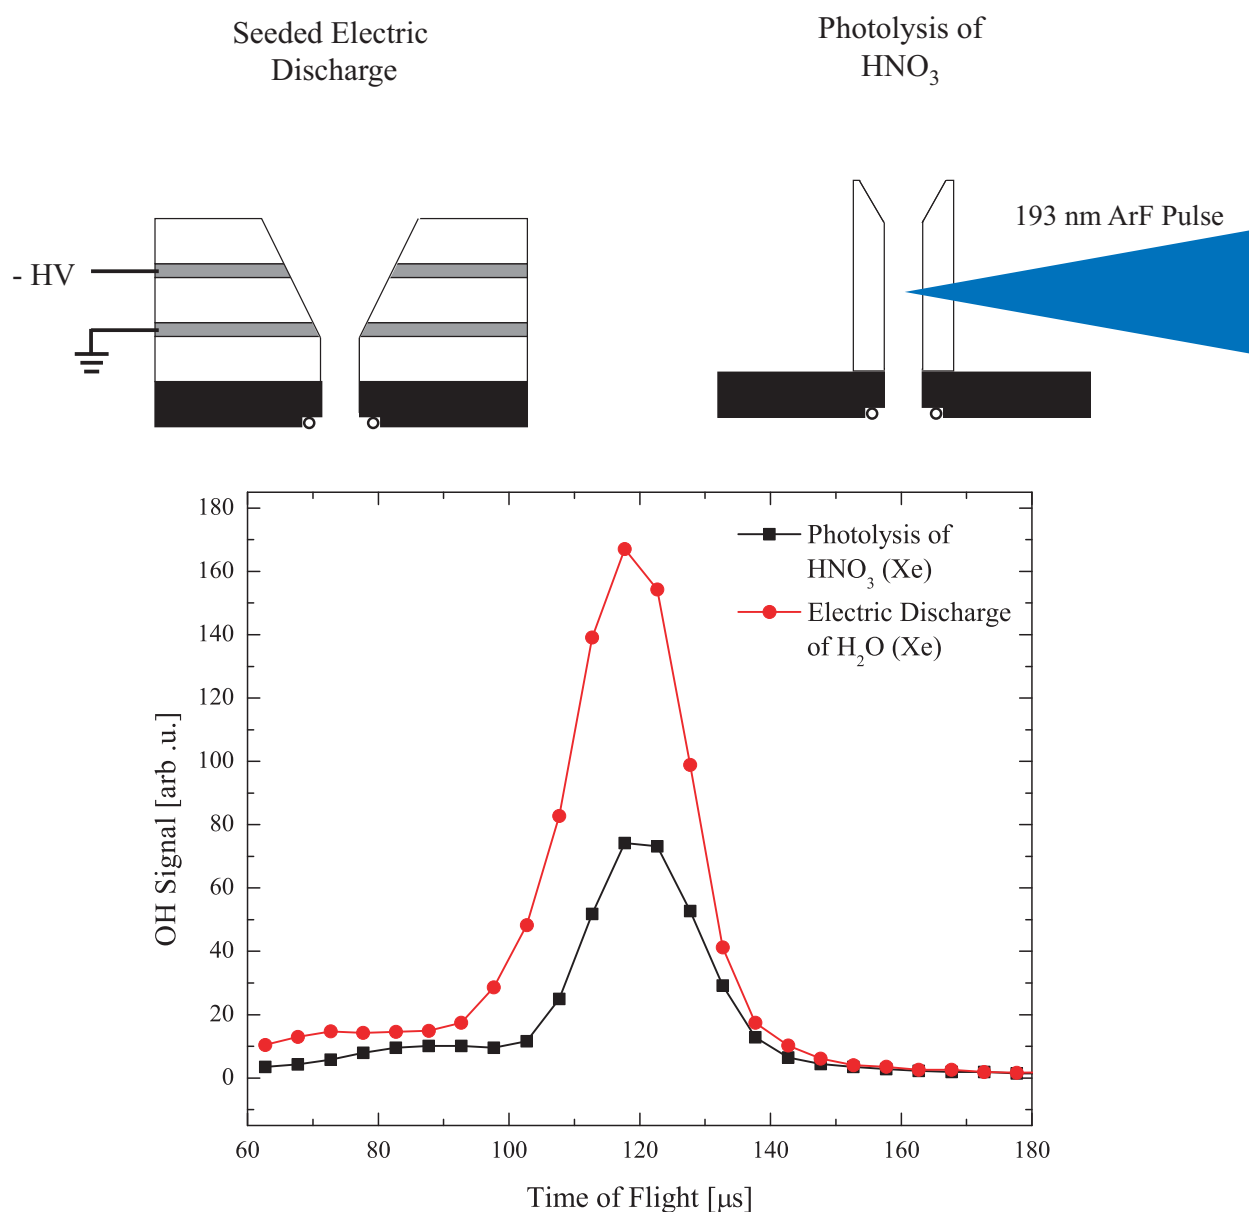 Seeded Electric
Discharge
Photolysis of
HNO₃
- HV
193 nm ArF Pulse
180
160
140
120
100
80
60
40
20
0
OH Signal [arb .u.]
Photolysis of
HNO₃ (Xe)
Electric Discharge
of H₂O (Xe)
60
80
100
120
140
160
180
Time of Flight [μs]